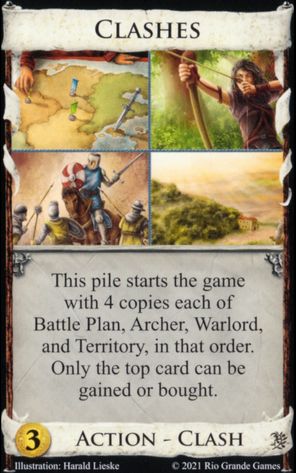 CLASHES
This pile starts the game
with 4 copies each of
Battle Plan, Archer, Warlord,
and Territory, in that order.
Only the top card can be
gained or bought.
3 ACTION - CLASH
Illustration: Harald Lieske © 2021 Rio Grande Games